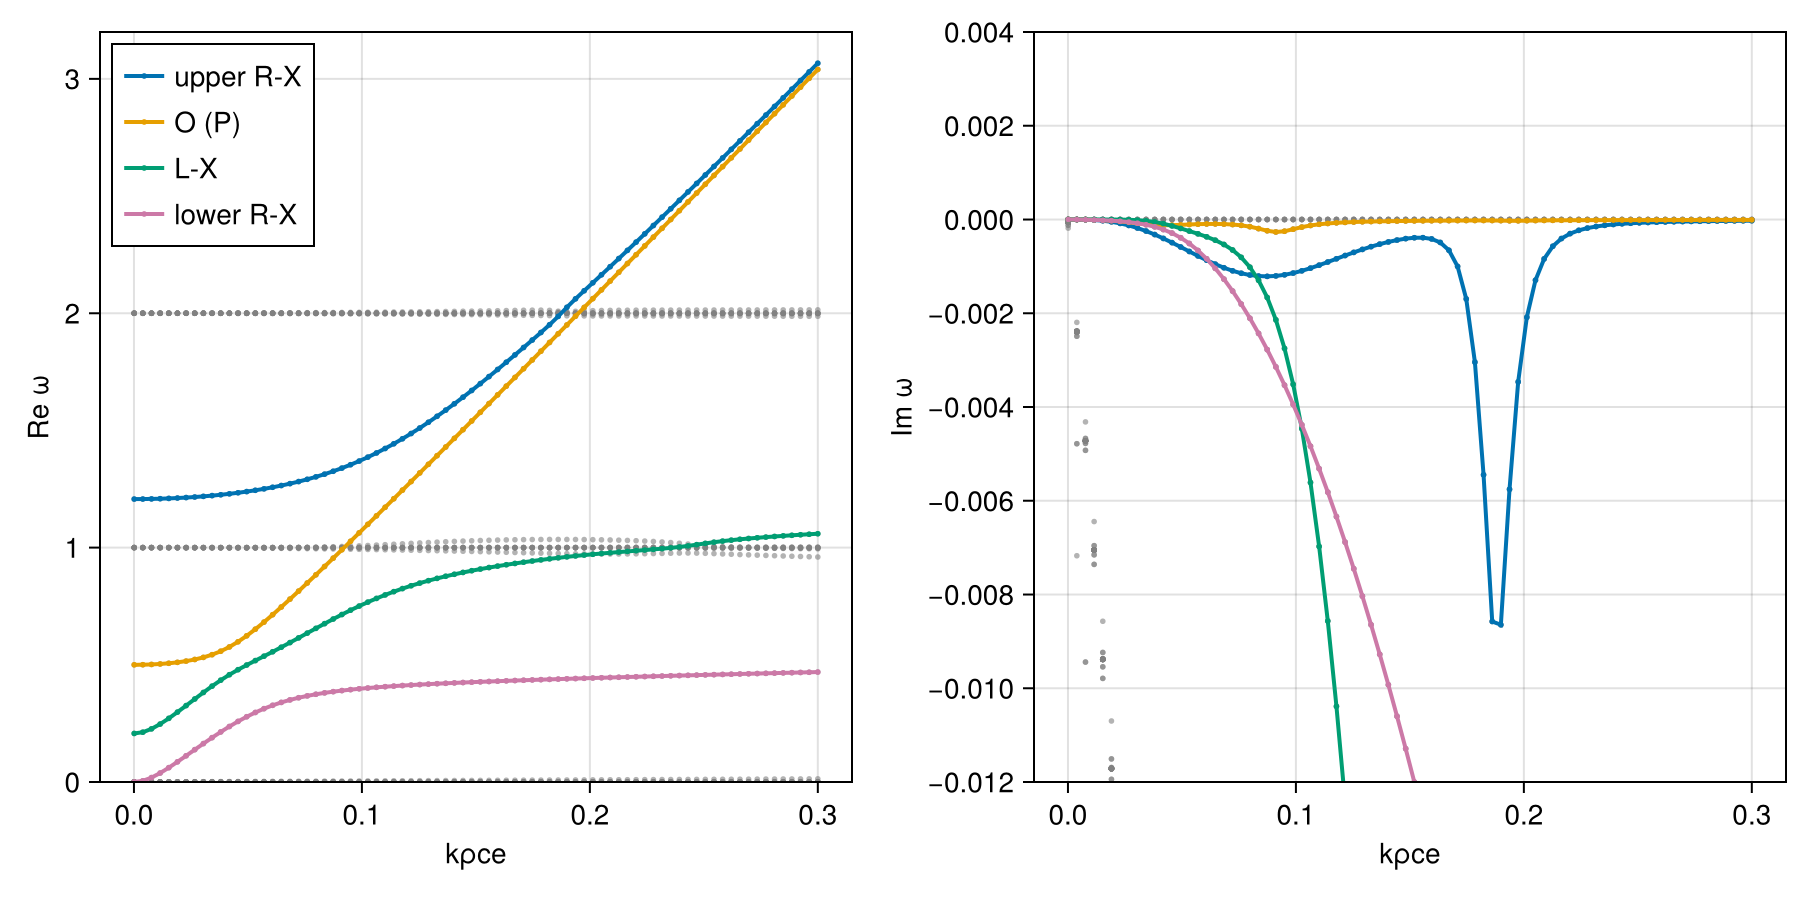 upper R-X
O (P)
L-X
lower R-X
3
2
1
0
Re ω
0.0 0.1 0.2 0.3
kρce
0.004
0.002
0.000
−0.002
−0.004
−0.006
−0.008
−0.010
−0.012
Im ω
0.0 0.1 0.2 0.3
kρce